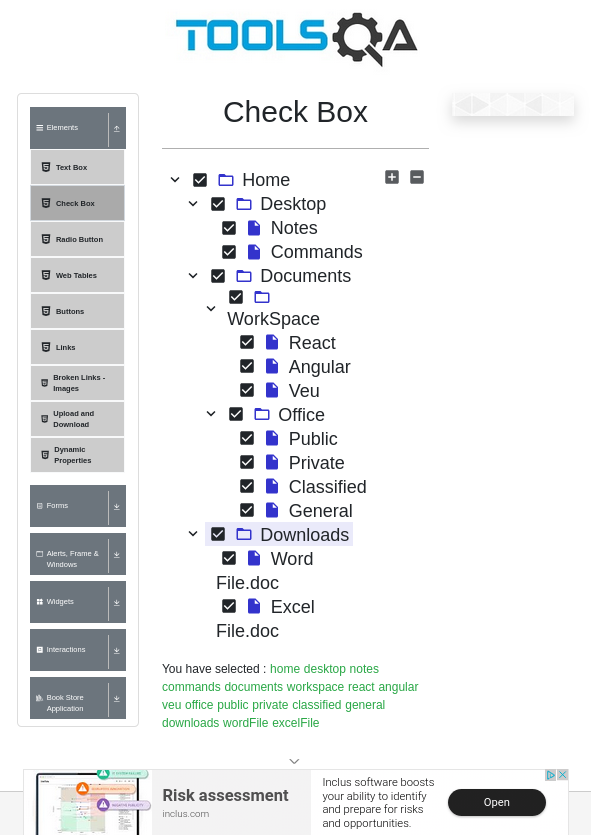 TOOLSQA
Check Box
Elements
Text Box
Check Box
Radio Button
Web Tables
Buttons
Links
Broken Links -
Images
Upload and
Download
Dynamic
Properties
Forms
Alerts, Frame &
Windows
Widgets
Interactions
Book Store
Application
Home
Desktop
Notes
Commands
Documents
WorkSpace
React
Angular
Veu
Office
Public
Private
Classified
General
Downloads
Word
File.doc
Excel
File.doc
You have selected : home desktop notes
commands documents workspace react angular
veu office public private classified general
downloads wordFile excelFile
Risk assessment
inclus.com
Inclus software boosts
your ability to identify
and prepare for risks
and opportunities.
Open